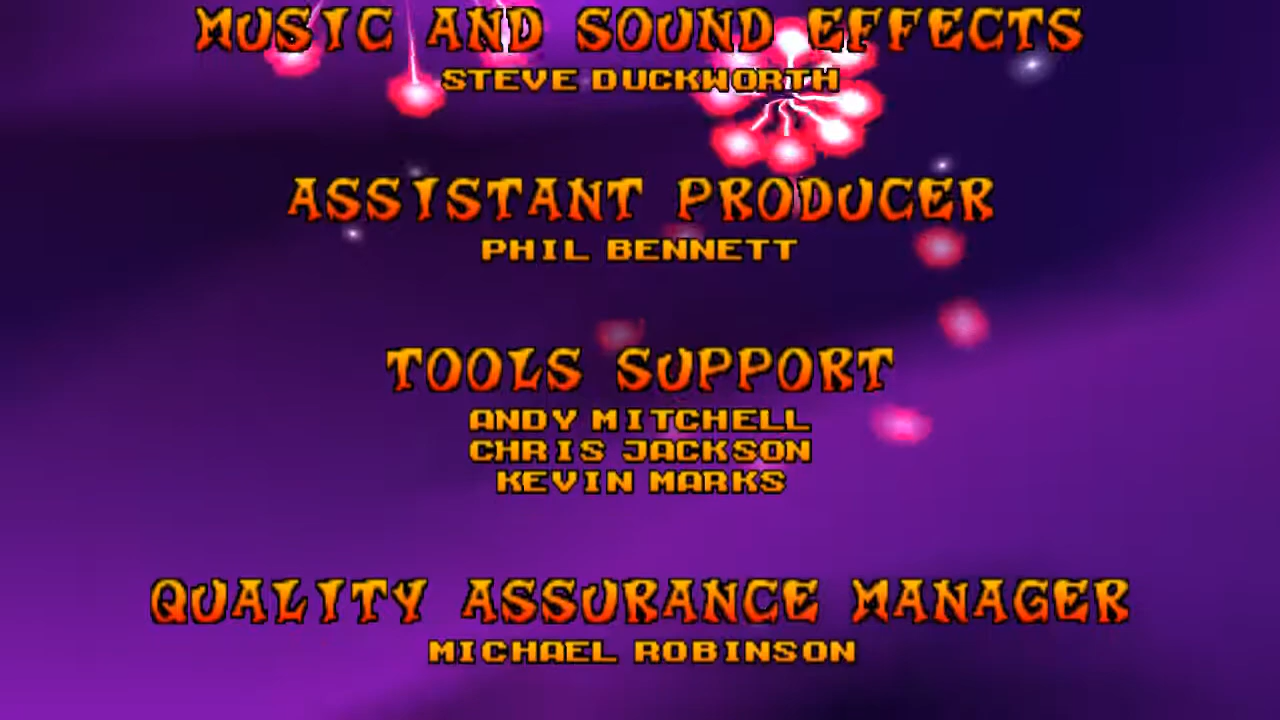 MUSIC AND SOUND EFFECTS
STEVE DUCKWORTH
ASSISTANT PRODUCER
PHIL BENNETT
TOOLS SUPPORT
ANDY MITCHELL
CHRIS JACKSON
KEVIN MARKS
QUALITY ASSURANCE MANAGER
MICHAEL ROBINSON